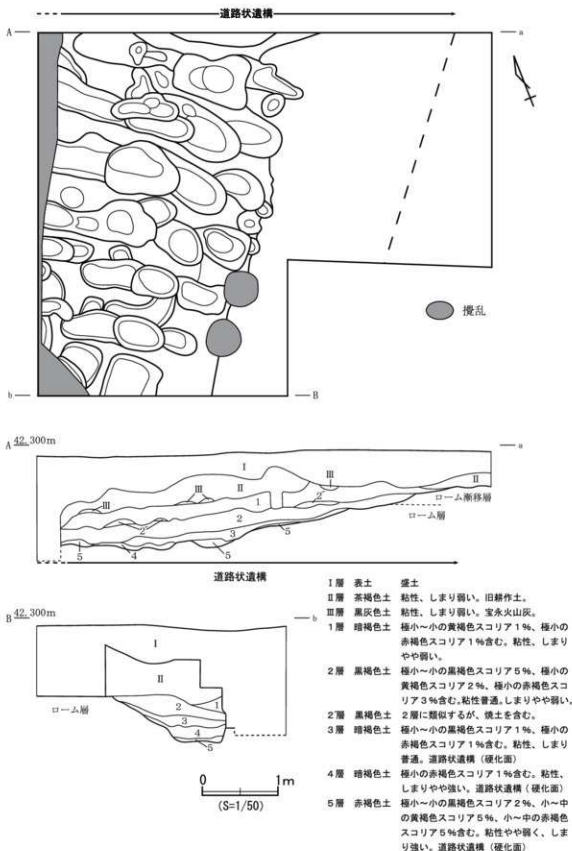 道路状遺構
A a
攪乱
b B
A 42.300m a
I
II
III
III
III
II
1
2
2
2
ローム漸移層
ローム層
3
5 4 5 5
道路状遺構
B 42.300m b
I
II
ローム層
1
2
3
4
5
0 1m
(S=1/50)
I層 表土 盛土
II層 茶褐色土 粘性、しまり弱い。旧耕作土。
III層 黒灰色土 粘性、しまり弱い。宝永火山灰。
1層 暗褐色土 極小～小の黄褐色スコリア1％、極小の
赤褐色スコリア1％含む。粘性、しまり
やや弱い。
2層 黒褐色土 極小～小の黒褐色スコリア5％、極小の
黄褐色スコリア2％、極小の赤褐色スコ
リア3％含む。粘性普通。しまりやや弱い。
2'層 黒褐色土 2層に類似するが、焼土を含む。
3層 暗褐色土 極小～小の黒褐色スコリア1％、極小の
赤褐色スコリア1％含む。粘性、しまり
普通。道路状遺構（硬化面）
4層 暗褐色土 極小の赤褐色スコリア1％含む。粘性、
しまりやや強い。道路状遺構（硬化面）
5層 赤褐色土 極小～小の黒褐色スコリア2％、小～中
の黄褐色スコリア5％、小～中の赤褐色
スコリア5％含む。粘性やや弱く、しま
り強い。道路状遺構（硬化面）